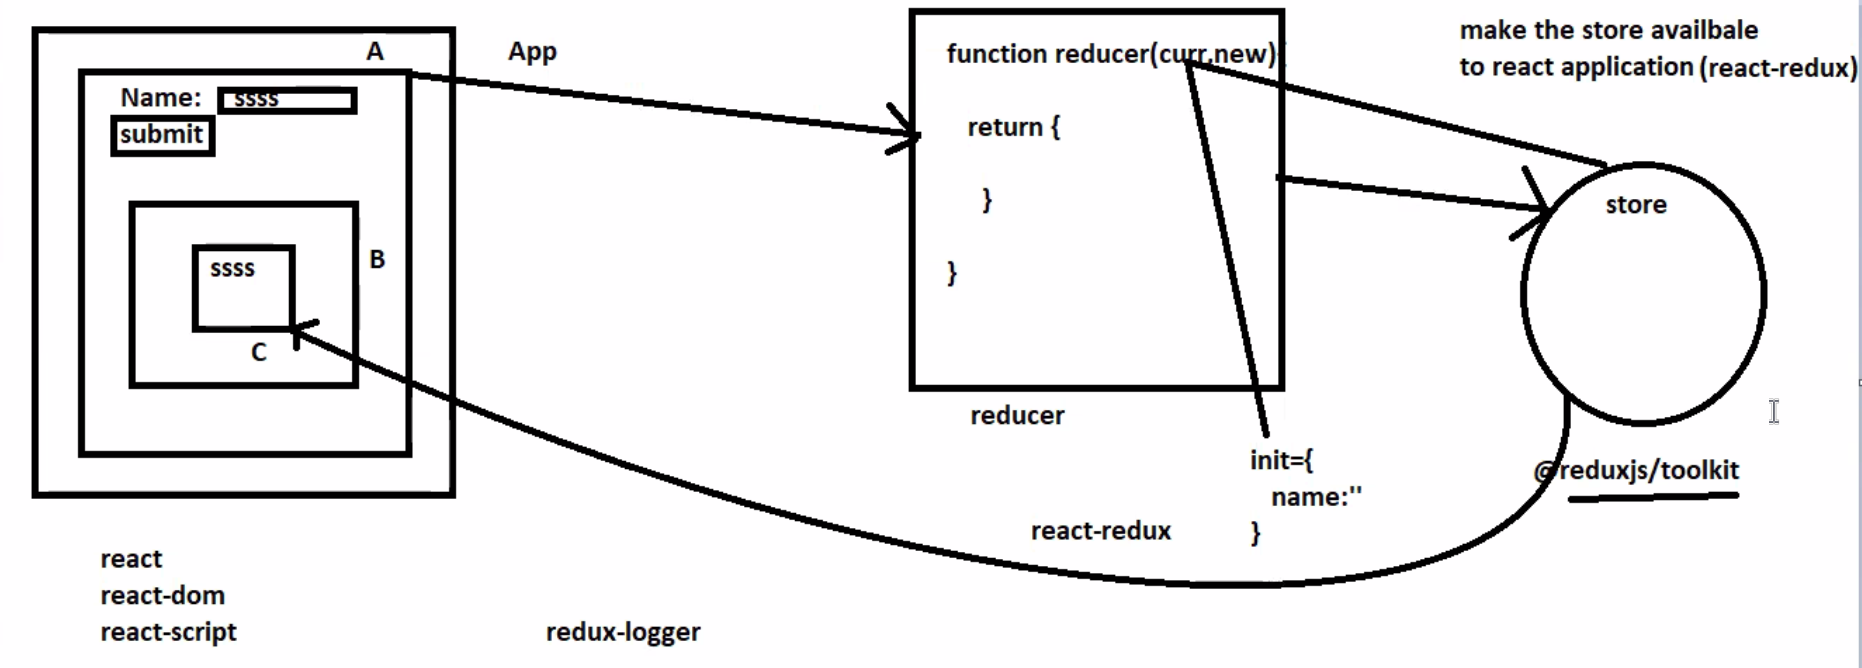 A
App
Name: ssss
submit
B
ssss
C
function reducer(curr,new){
return {
}
}
reducer
make the store availbale
to react application (react-redux)
store
@reduxjs/toolkit
init={
name:''
}
react-redux
react
react-dom
react-script
redux-logger